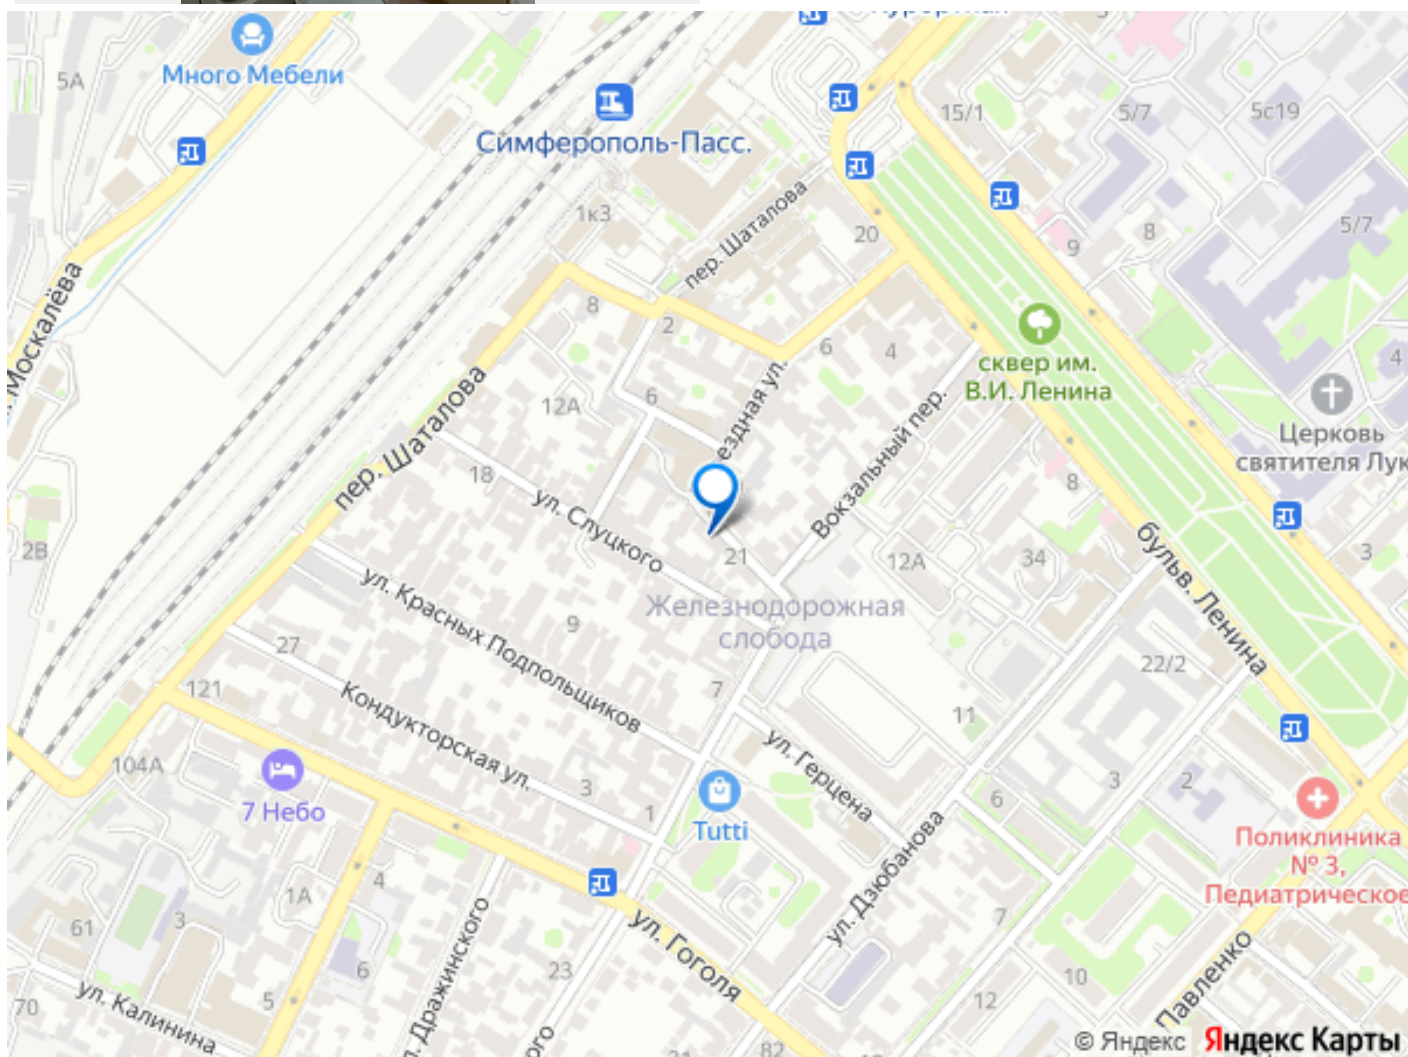 Много Мебели
5А
Симферополь-Пасс.
15/1
5/7
5с19
1к3
пер. Шаталова
20
9
8
5/7
Москалёва
8
2
6
4
сквер им.
В.И. Ленина
4
Церковь
святителя Лук
12А
6
ездная ул.
Вокзальный пер.
пер. Шаталова
18
ул. Слуцкого
8
2В
21
12А
34
бульв. Ленина
3
ул. Красных Подпольщиков
9
Железнодорожная
слобода
27
121
Кондукторская ул.
7
22/2
11
ул. Герцена
104А
7 Небо
3
1
Tutti
6
3
2
Поликлиника
№ 3,
Педиатрическое
ул. Дзюбанова
1А
4
61
3
ул. Гоголя
7
6
ул. Дражинского
23
10
Павленко
70
ул. Калинина
5
12
ого
82
© Яндекс Яндекс Карты